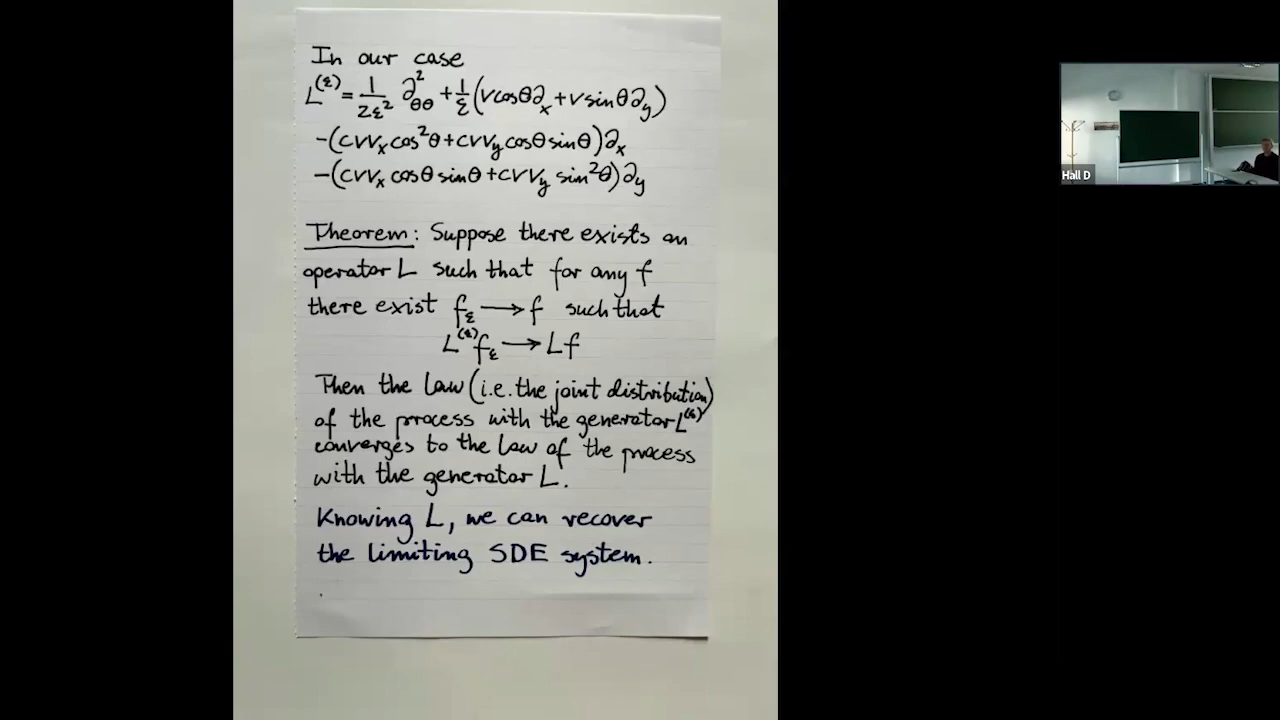 In our case
L^(ε) = 1/(2ε²) ∂²_θθ + 1/ε (v cosθ ∂_x + v sinθ ∂_y)
-(cvv_x cos²θ + cvv_y cosθ sinθ)∂_x
-(cvv_x cosθ sinθ + cvv_y sin²θ)∂_y
Theorem: Suppose there exists an
operator L such that for any f
there exist f_ε → f such that
L^(ε) f_ε → Lf
Then the law (i.e. the joint distribution)
of the process with the generator L^(ε)
converges to the law of the process
with the generator L.
Knowing L, we can recover
the limiting SDE system.
Hall D